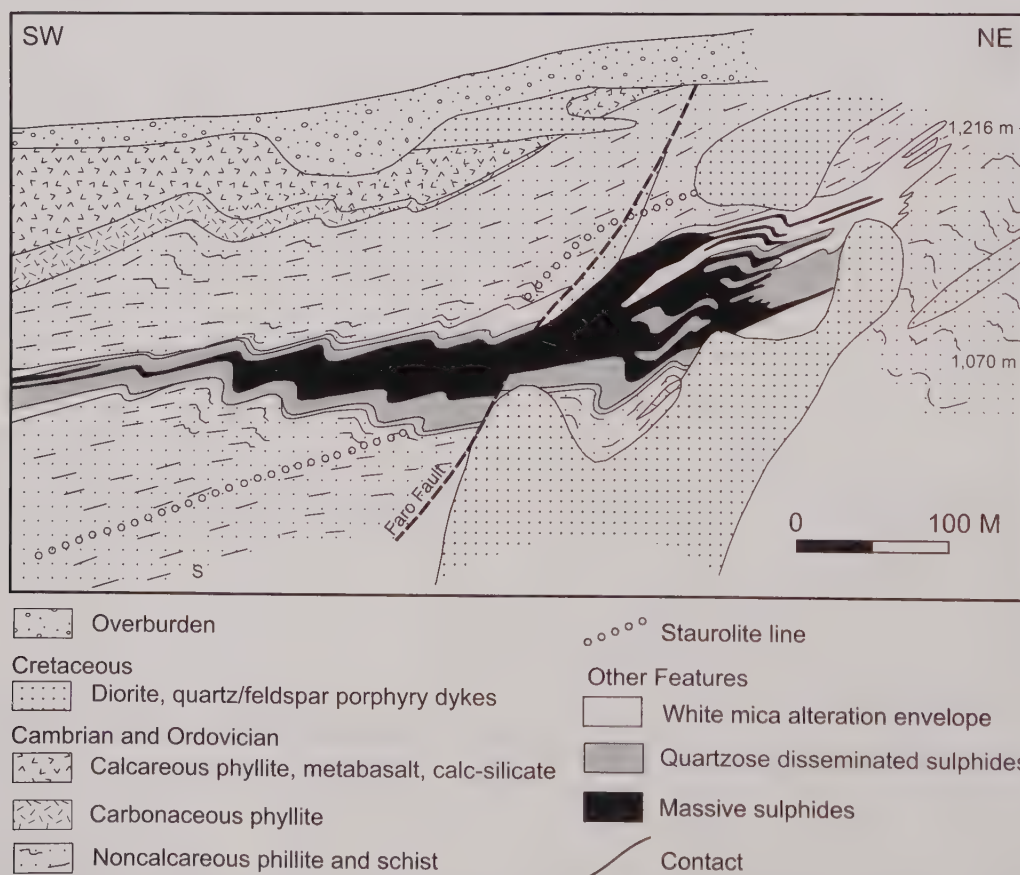 SW
NE
1,216 m
1,070 m
Faro Fault
0 100 M
S
Overburden
Cretaceous
Diorite, quartz/feldspar porphyry dykes
Cambrian and Ordovician
Calcareous phyllite, metabasalt, calc-silicate
Carbonaceous phyllite
Noncalcareous phillite and schist
Staurolite line
Other Features
White mica alteration envelope
Quartzose disseminated sulphides
Massive sulphides
Contact